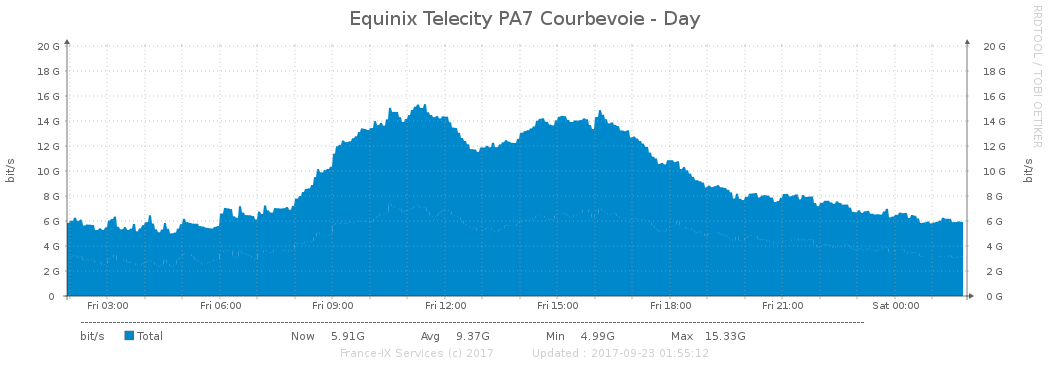 Equinix Telecity PA7 Courbevoie - Day
RRDTOOL / TOBI OETIKER
20 G 20 G
18 G 18 G
16 G 16 G
14 G 14 G
12 G 12 G
10 G 10 G
8 G 8 G
6 G 6 G
4 G 4 G
2 G 2 G
0 0 G
bit/s bit/s
Fri 03:00 Fri 06:00 Fri 09:00 Fri 12:00 Fri 15:00 Fri 18:00 Fri 21:00 Sat 00:00
bit/s Total Now 5.91G Avg 9.37G Min 4.99G Max 15.33G
France-IX Services (c) 2017 Updated : 2017-09-23 01:55:12